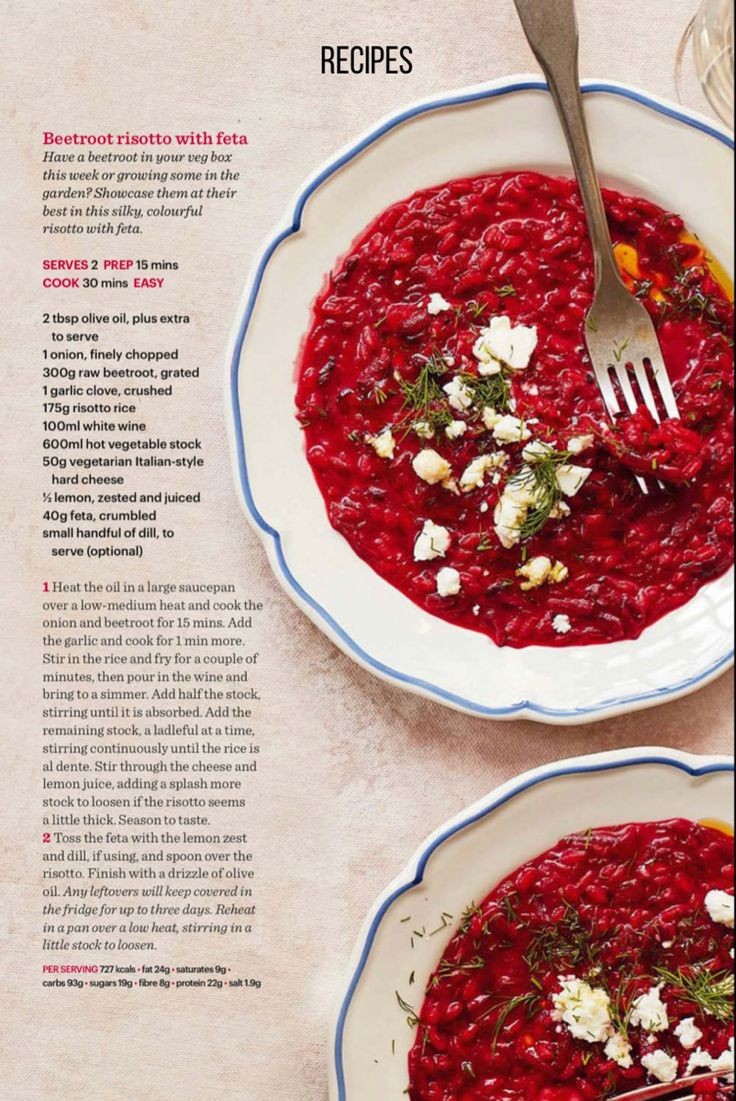 RECIPES
Beetroot risotto with feta
Have a beetroot in your veg box
this week or growing some in the
garden? Showcase them at their
best in this silky, colourful
risotto with feta.
SERVES 2 PREP 15 mins
COOK 30 mins EASY
2 tbsp olive oil, plus extra
to serve
1 onion, finely chopped
300g raw beetroot, grated
1 garlic clove, crushed
175g risotto rice
100ml white wine
600ml hot vegetable stock
50g vegetarian Italian-style
hard cheese
½ lemon, zested and juiced
40g feta, crumbled
small handful of dill, to
serve (optional)
1 Heat the oil in a large saucepan
over a low-medium heat and cook the
onion and beetroot for 15 mins. Add
the garlic and cook for 1 min more.
Stir in the rice and fry for a couple of
minutes, then pour in the wine and
bring to a simmer. Add half the stock,
stirring until it is absorbed. Add the
remaining stock, a ladleful at a time,
stirring continuously until the rice is
al dente. Stir through the cheese and
lemon juice, adding a splash more
stock to loosen if the risotto seems
a little thick. Season to taste.
2 Toss the feta with the lemon zest
and dill, if using, and spoon over the
risotto. Finish with a drizzle of olive
oil. Any leftovers will keep covered in
the fridge for up to three days. Reheat
in a pan over a low heat, stirring in a
little stock to loosen.
PER SERVING 727 kcals • fat 24g • saturates 9g •
carbs 93g • sugars 19g • fibre 8g • protein 22g • salt 1.9g